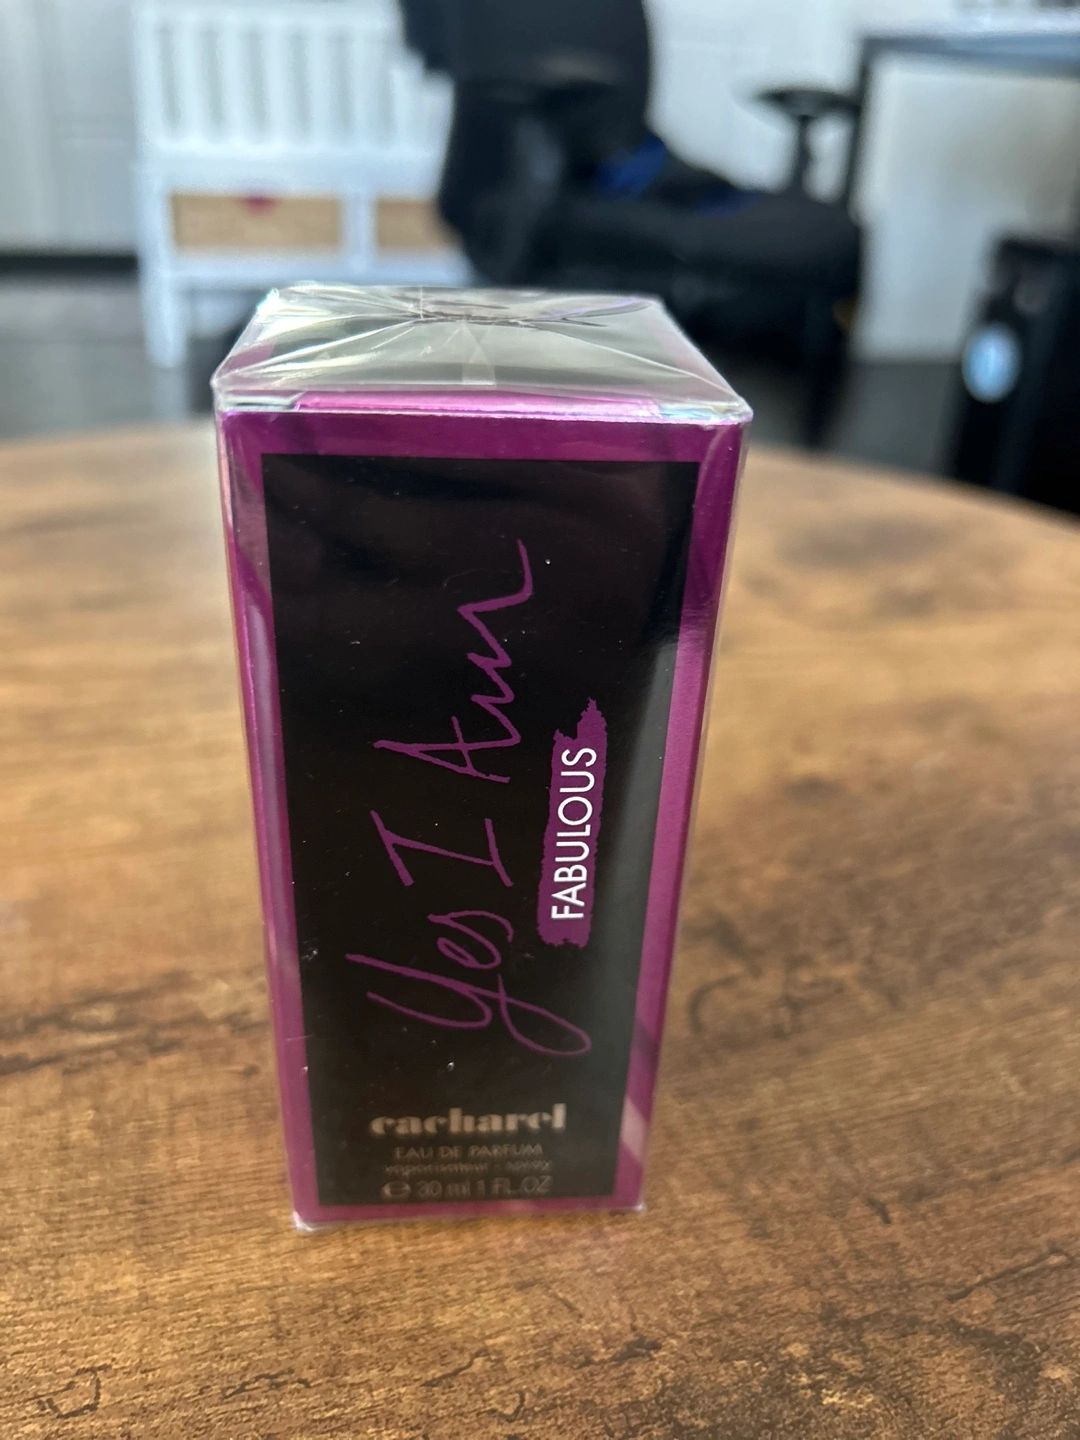 Yes I Am
FABULOUS
cacharel
EAU DE PARFUM
vaporisateur - spray
℮ 30 ml 1 FL.OZ